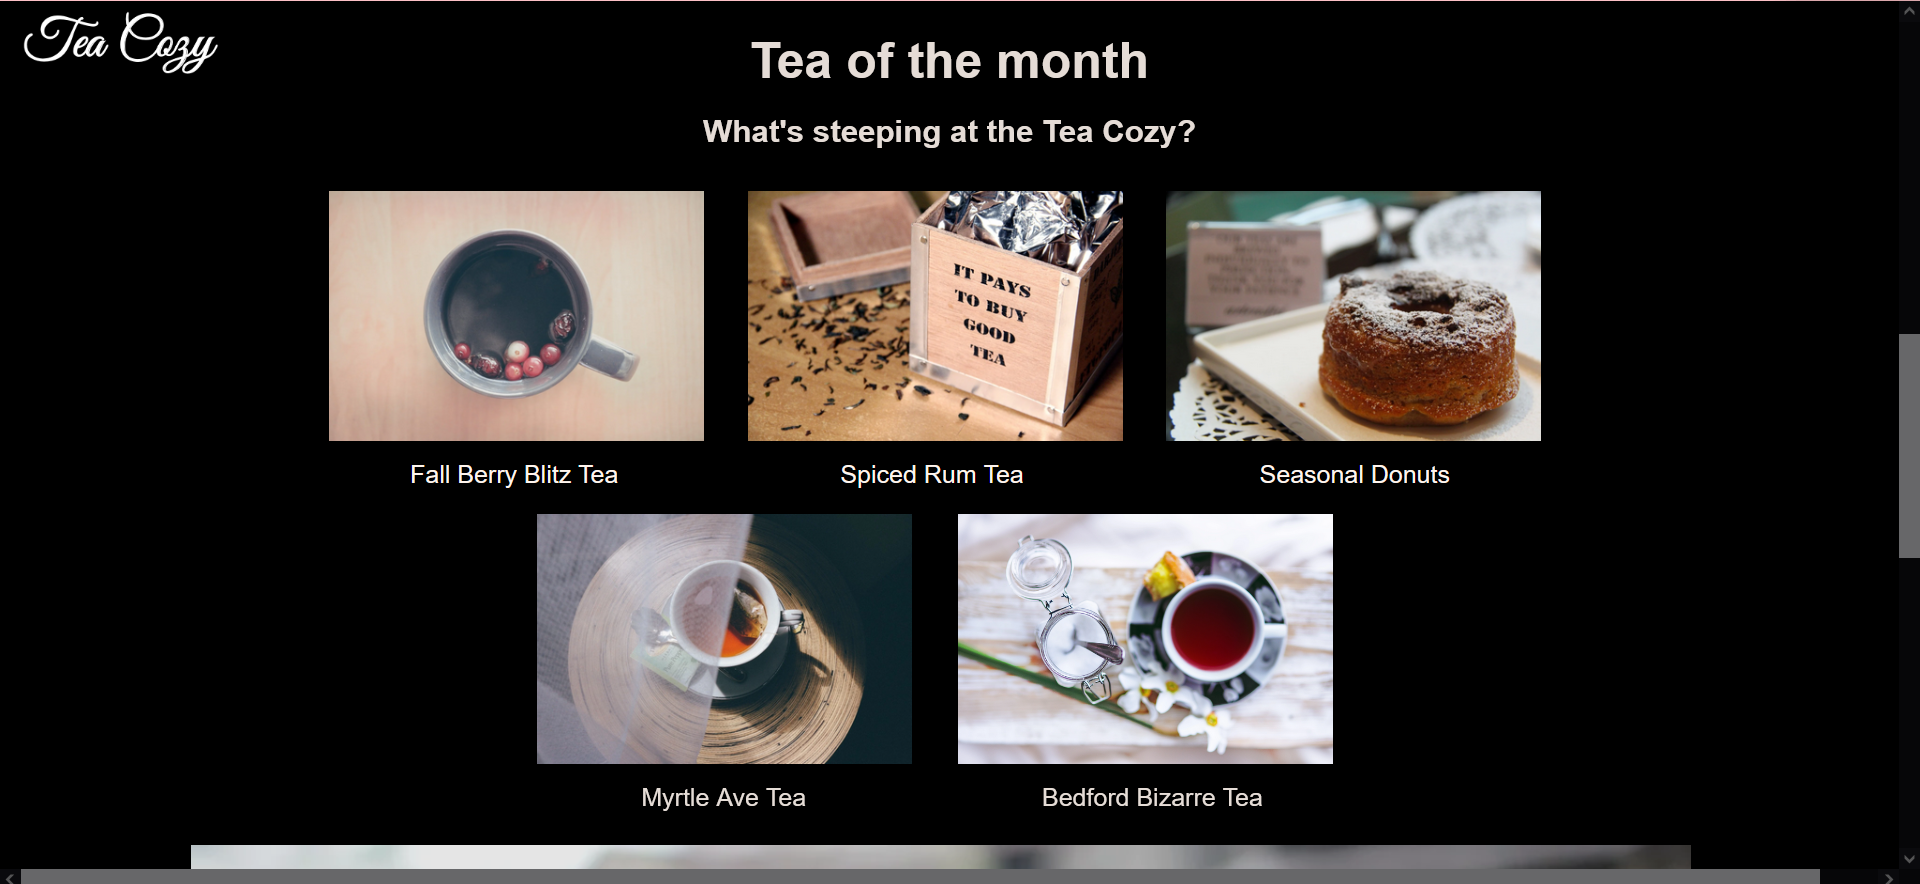 Tea Cozy
Tea of the month
What's steeping at the Tea Cozy?
IT PAYS
TO BUY
GOOD
TEA
Fall Berry Blitz Tea
Spiced Rum Tea
Seasonal Donuts
Myrtle Ave Tea
Bedford Bizarre Tea